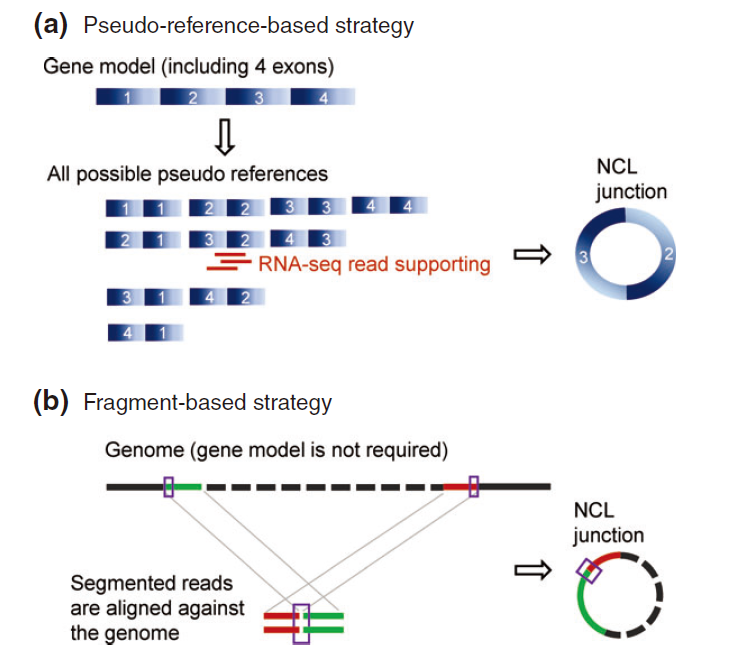 (a) Pseudo-reference-based strategy
Gene model (including 4 exons)
1 2 3 4
All possible pseudo references
1 1 2 2 3 3 4 4
2 1 3 2 4 3
RNA-seq read supporting
3 1 4 2
4 1
NCL
junction
3 2
(b) Fragment-based strategy
Genome (gene model is not required)
Segmented reads
are aligned against
the genome
NCL
junction